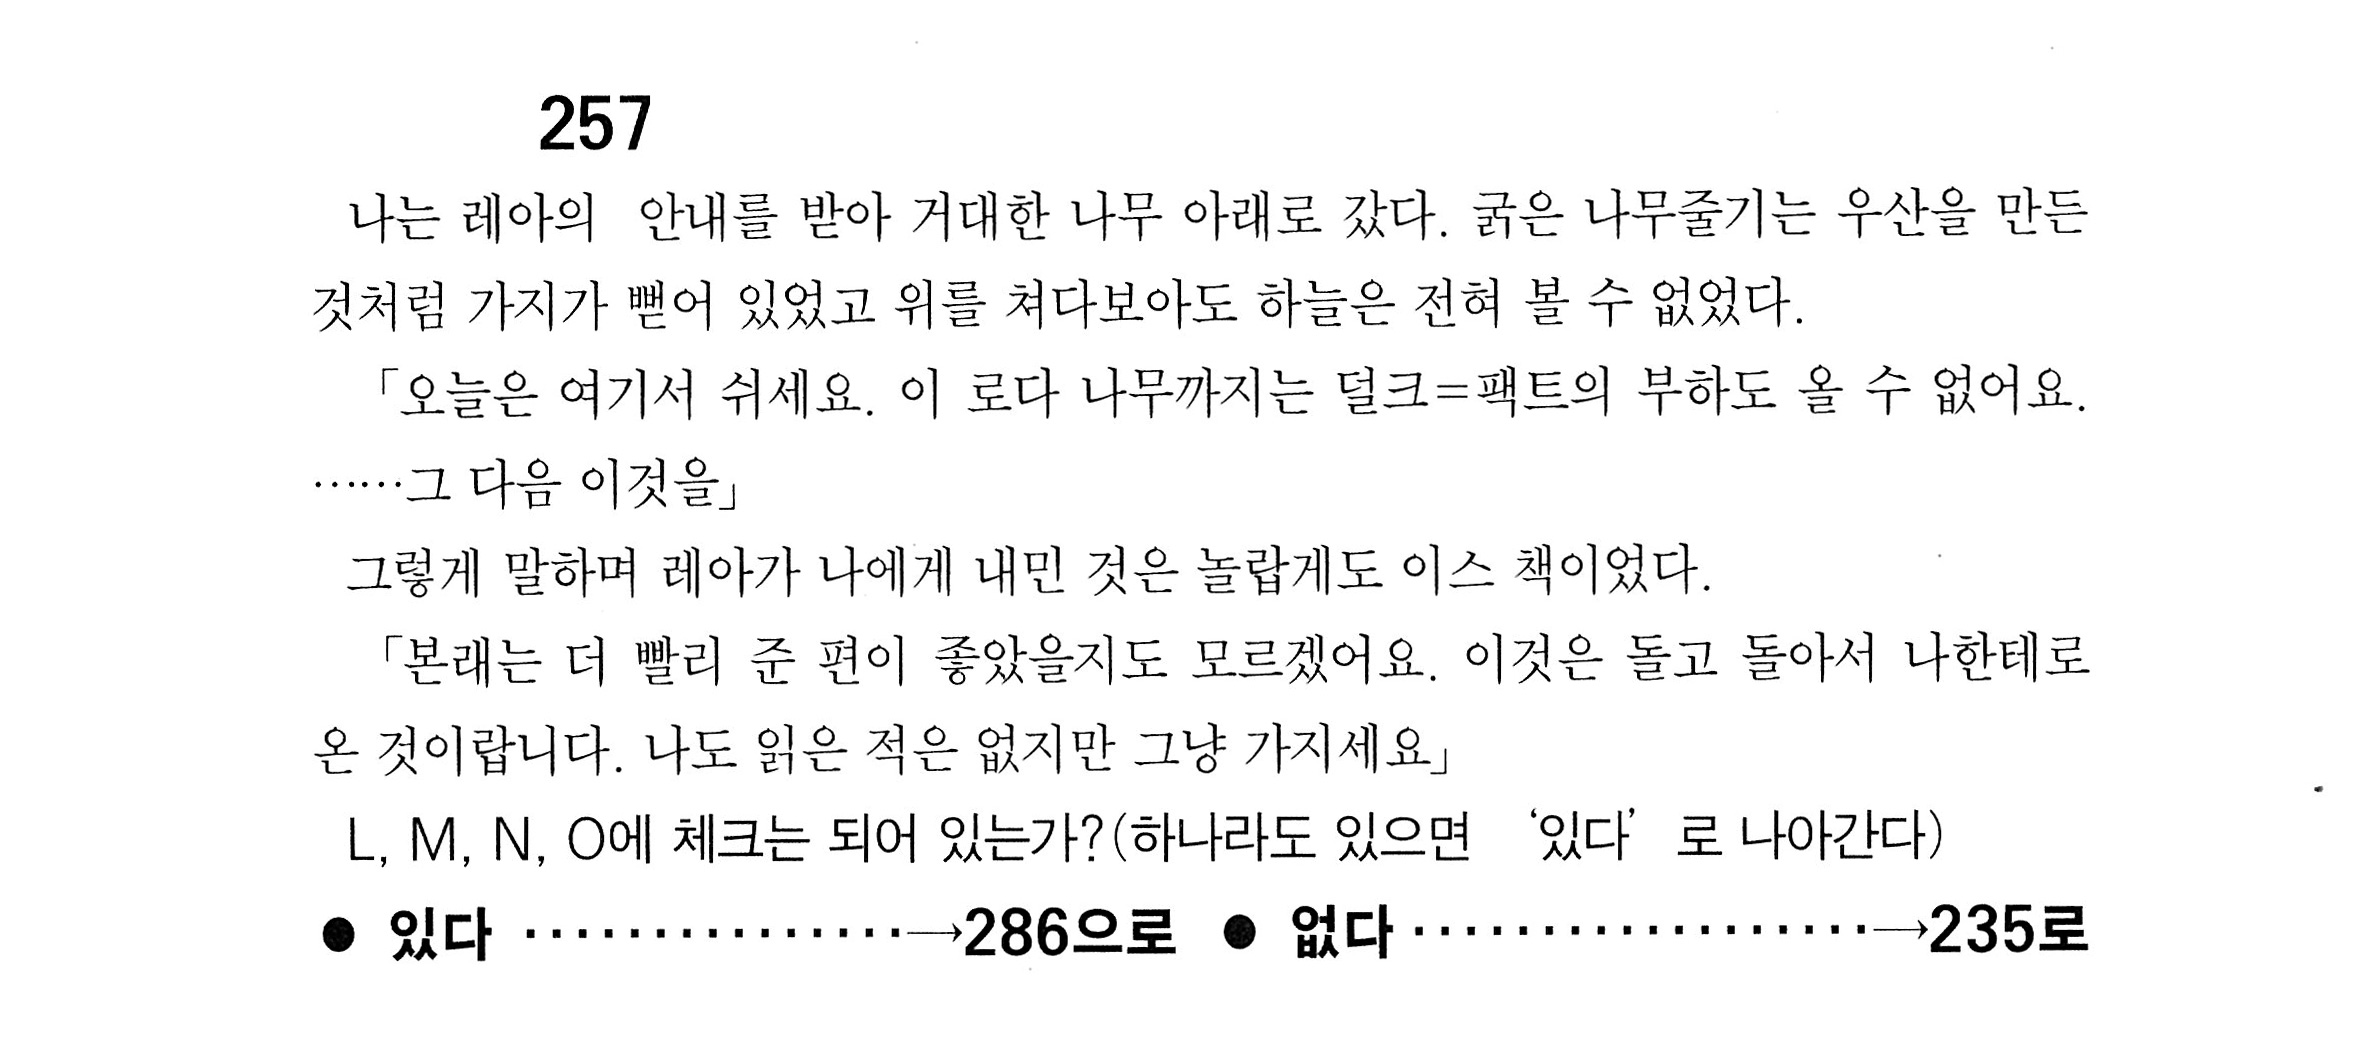 257
나는 레아의 안내를 받아 거대한 나무 아래로 갔다. 굵은 나무줄기는 우산을 만든
것처럼 가지가 뻗어 있었고 위를 쳐다보아도 하늘은 전혀 볼 수 없었다.
「오늘은 여기서 쉬세요. 이 로다 나무까지는 덜크=팩트의 부하도 올 수 없어요.
……그 다음 이것을」
그렇게 말하며 레아가 나에게 내민 것은 놀랍게도 이스 책이었다.
「본래는 더 빨리 준 편이 좋았을지도 모르겠어요. 이것은 돌고 돌아서 나한테로
온 것이랍니다. 나도 읽은 적은 없지만 그냥 가지세요」
L, M, N, O에 체크는 되어 있는가?(하나라도 있으면 ‘있다’ 로 나아간다)
● 있다 ···············→286으로 ● 없다 ··················→235로